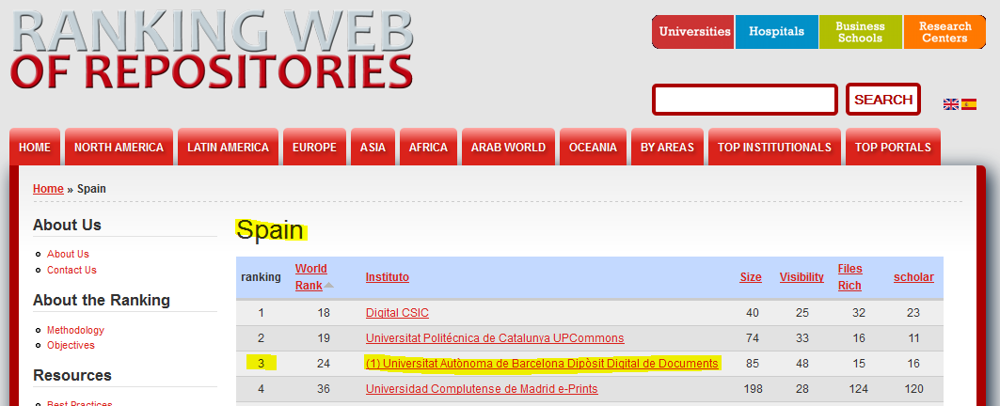 RANKING WEB
OF REPOSITORIES
Universities
Hospitals
Business
Schools
Research
Centers
SEARCH
HOME NORTH AMERICA LATIN AMERICA EUROPE ASIA AFRICA ARAB WORLD OCEANIA BY AREAS TOP INSTITUTIONALS TOP PORTALS
Home » Spain
About Us
About Us
Contact Us
About the Ranking
Methodology
Objectives
Resources
Best Practices
Spain
ranking World Rank Instituto Size Visibility Files Rich scholar
1 18 Digital CSIC 40 25 32 23
2 19 Universitat Politécnica de Catalunya UPCommons 74 33 16 11
3 24 (1) Universitat Autònoma de Barcelona Dipòsit Digital de Documents 85 48 15 16
4 36 Universidad Complutense de Madrid e-Prints 198 28 124 120